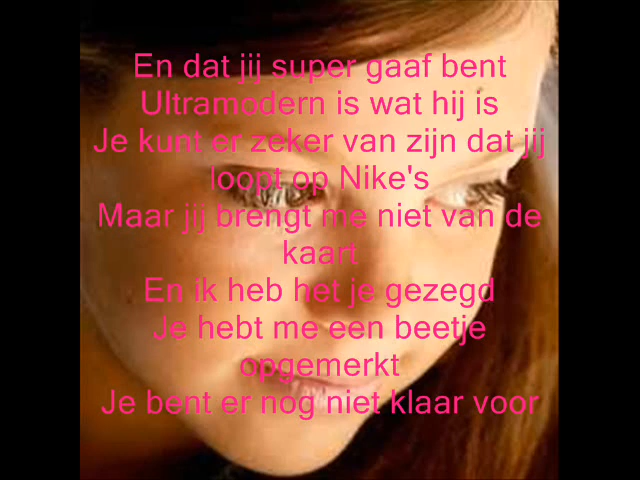 En dat jij super gaaf bent
Ultramodern is wat hij is
Je kunt er zeker van zijn dat jij
loopt op Nike's
Maar jij brengt me niet van de
kaart
En ik heb het je gezegd
Je hebt me een beetje
opgemerkt
Je bent er nog niet klaar voor